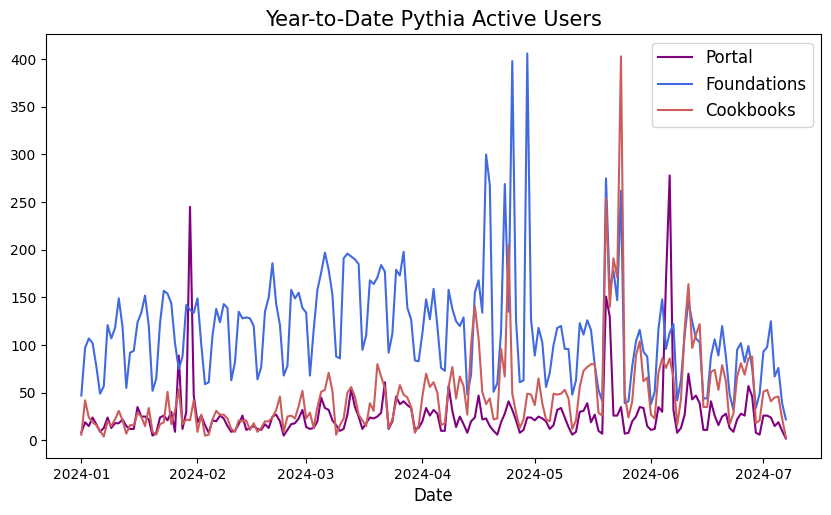 Year-to-Date Pythia Active Users
Portal
Foundations
Cookbooks
400
350
300
250
200
150
100
50
0
2024-01 2024-02 2024-03 2024-04 2024-05 2024-06 2024-07
Date